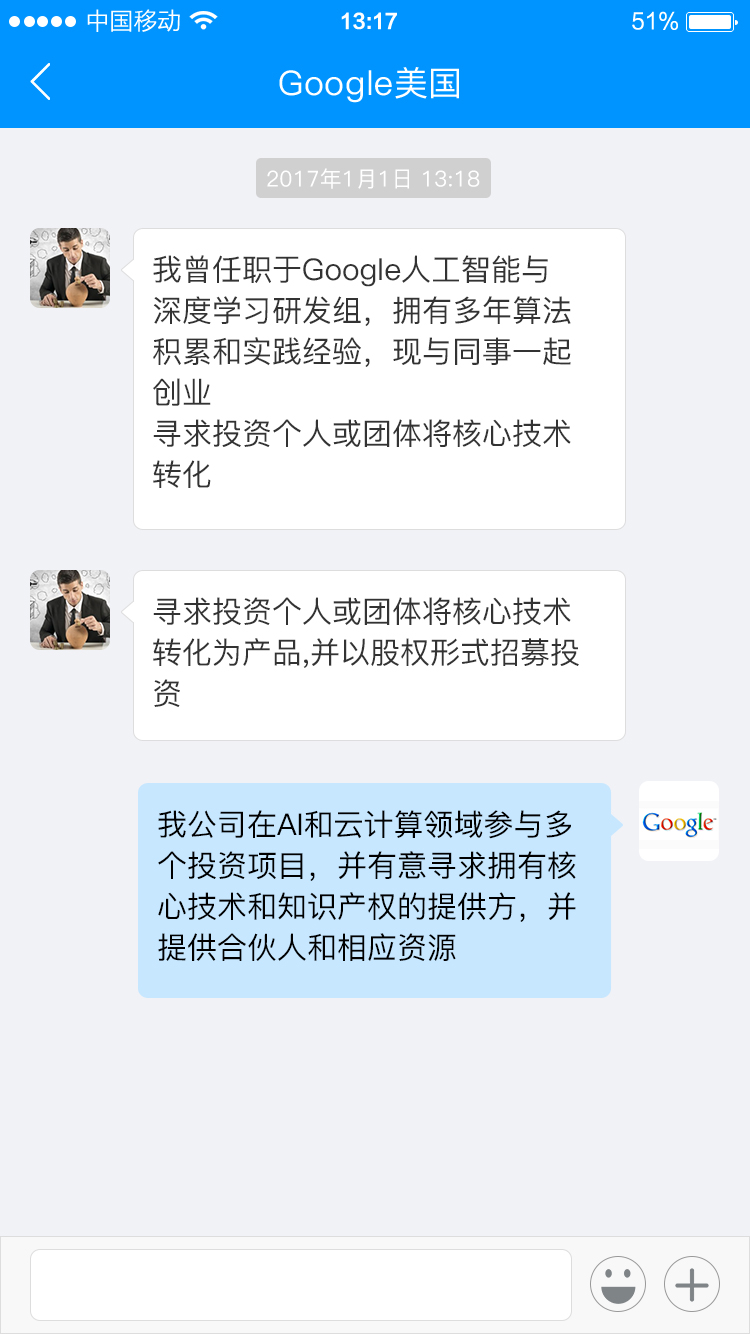 中国移动 13:17 51%
Google美国
2017年1月1日 13:18
我曾任职于Google人工智能与
深度学习研发组，拥有多年算法
积累和实践经验，现与同事一起
创业
寻求投资个人或团体将核心技术
转化
寻求投资个人或团体将核心技术
转化为产品,并以股权形式招募投
资
Google
我公司在AI和云计算领域参与多
个投资项目，并有意寻求拥有核
心技术和知识产权的提供方，并
提供合伙人和相应资源